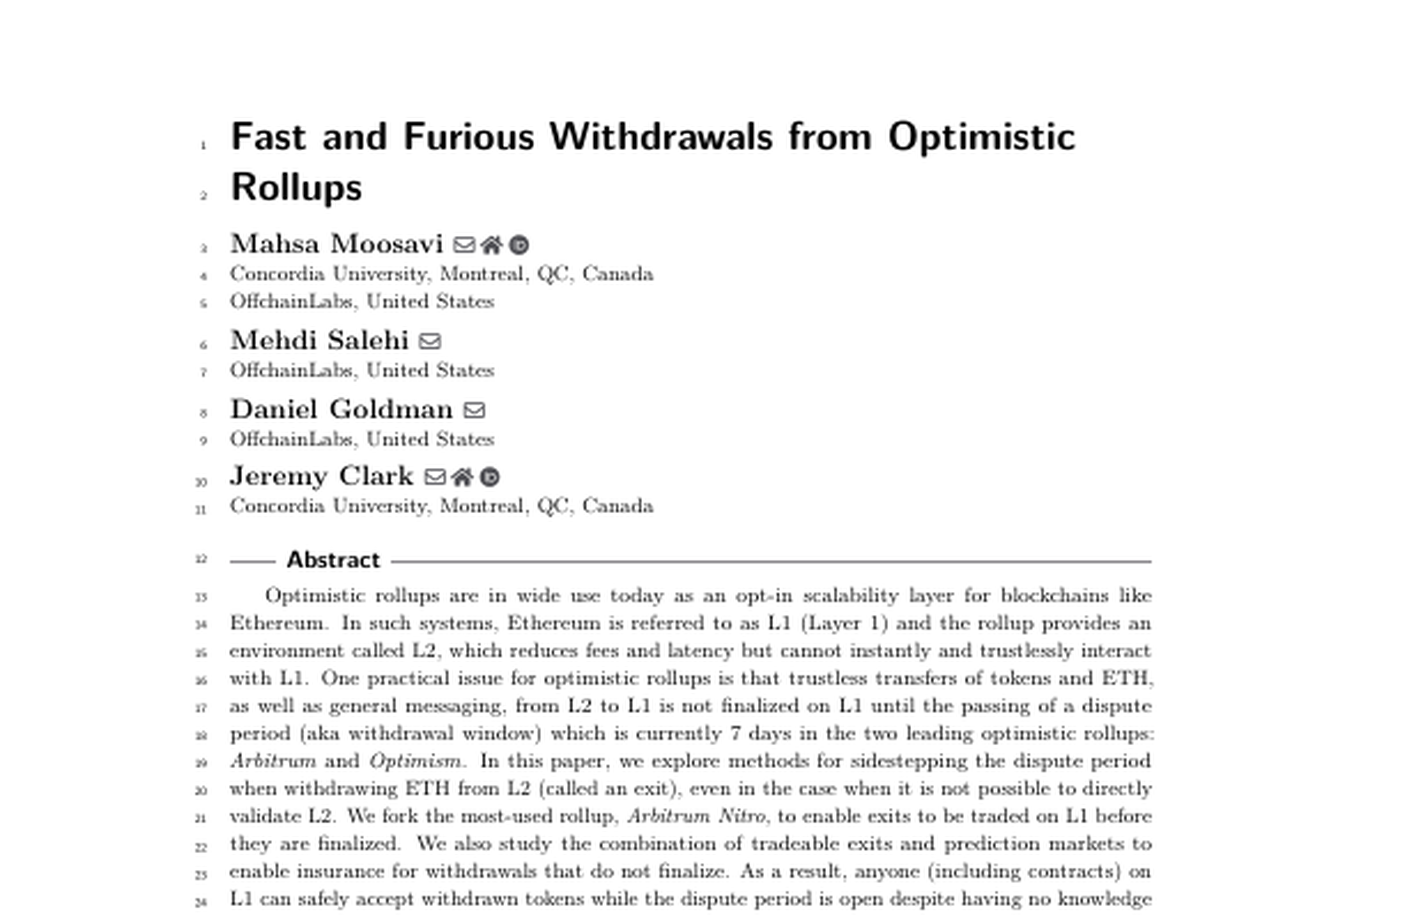 1 Fast and Furious Withdrawals from Optimistic
2 Rollups
3 Mahsa Moosavi
4 Concordia University, Montreal, QC, Canada
5 OffchainLabs, United States
6 Mehdi Salehi
7 OffchainLabs, United States
8 Daniel Goldman
9 OffchainLabs, United States
10 Jeremy Clark
11 Concordia University, Montreal, QC, Canada
12 Abstract
13 Optimistic rollups are in wide use today as an opt-in scalability layer for blockchains like
14 Ethereum. In such systems, Ethereum is referred to as L1 (Layer 1) and the rollup provides an
15 environment called L2, which reduces fees and latency but cannot instantly and trustlessly interact
16 with L1. One practical issue for optimistic rollups is that trustless transfers of tokens and ETH,
17 as well as general messaging, from L2 to L1 is not finalized on L1 until the passing of a dispute
18 period (aka withdrawal window) which is currently 7 days in the two leading optimistic rollups:
19 Arbitrum and Optimism. In this paper, we explore methods for sidestepping the dispute period
20 when withdrawing ETH from L2 (called an exit), even in the case when it is not possible to directly
21 validate L2. We fork the most-used rollup, Arbitrum Nitro, to enable exits to be traded on L1 before
22 they are finalized. We also study the combination of tradeable exits and prediction markets to
23 enable insurance for withdrawals that do not finalize. As a result, anyone (including contracts) on
24 L1 can safely accept withdrawn tokens while the dispute period is open despite having no knowledge